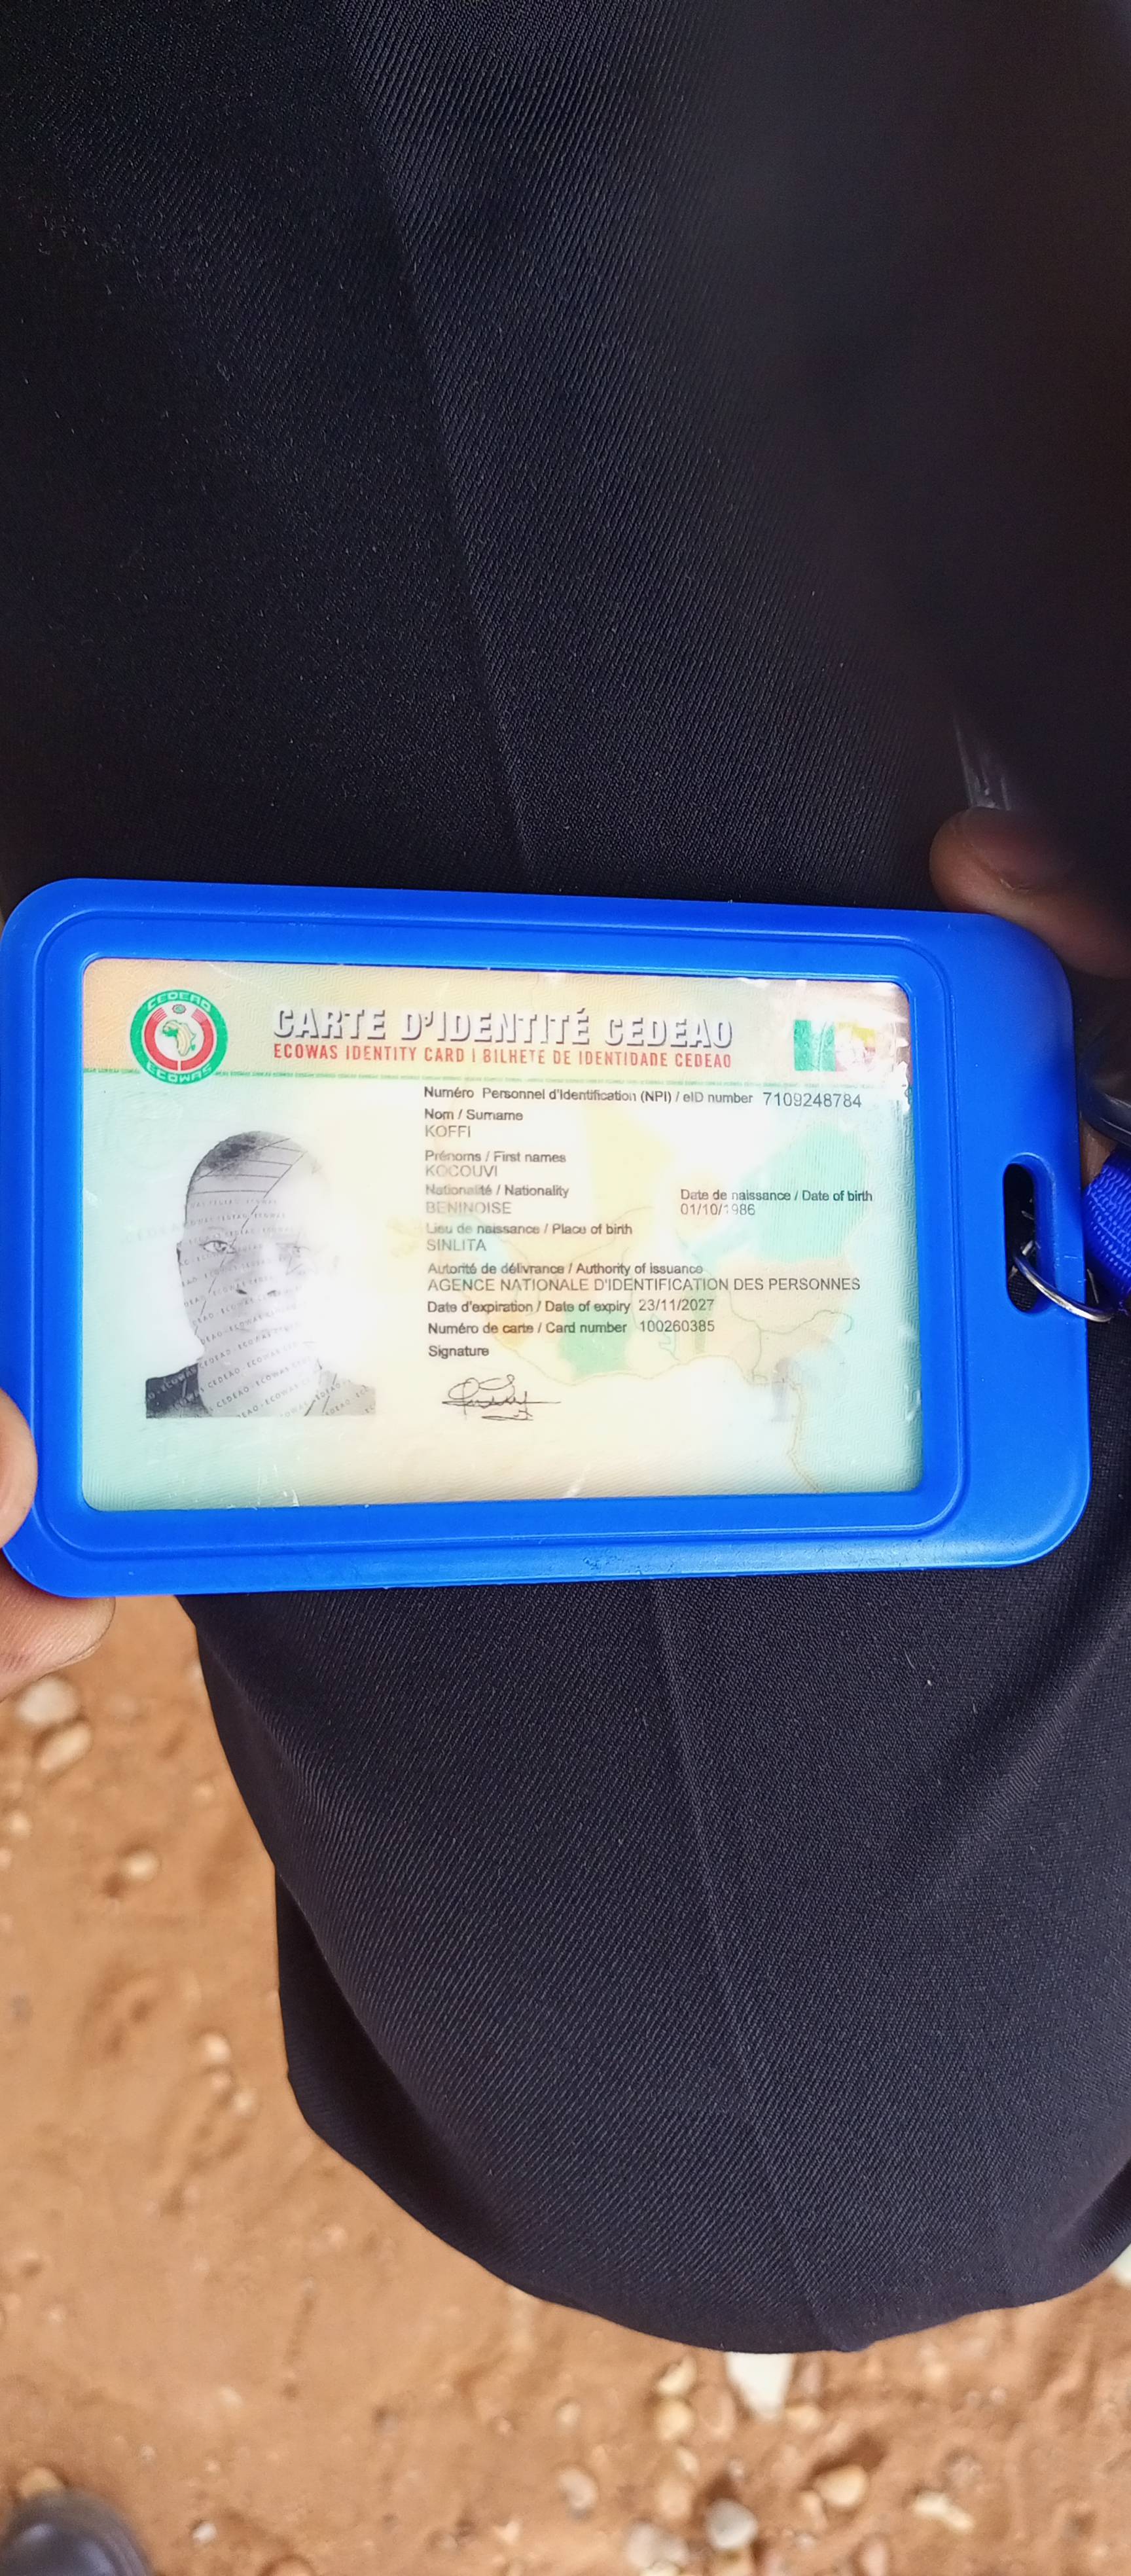 CEDEAO
ECOWAS
CARTE D'IDENTITÉ CEDEAO
ECOWAS IDENTITY CARD | BILHETE DE IDENTIDADE CEDEAO
Numéro Personnel d'Identification (NPI) / eID number 7109248784
Nom / Surname
KOFFI
Prénoms / First names
KOCOUVI
Nationalité / Nationality
BENINOISE
Date de naissance / Date of birth
01/10/1986
Lieu de naissance / Place of birth
SINLITA
Autorité de délivrance / Authority of issuance
AGENCE NATIONALE D'IDENTIFICATION DES PERSONNES
Date d'expiration / Date of expiry 23/11/2027
Numéro de carte / Card number 100260385
Signature